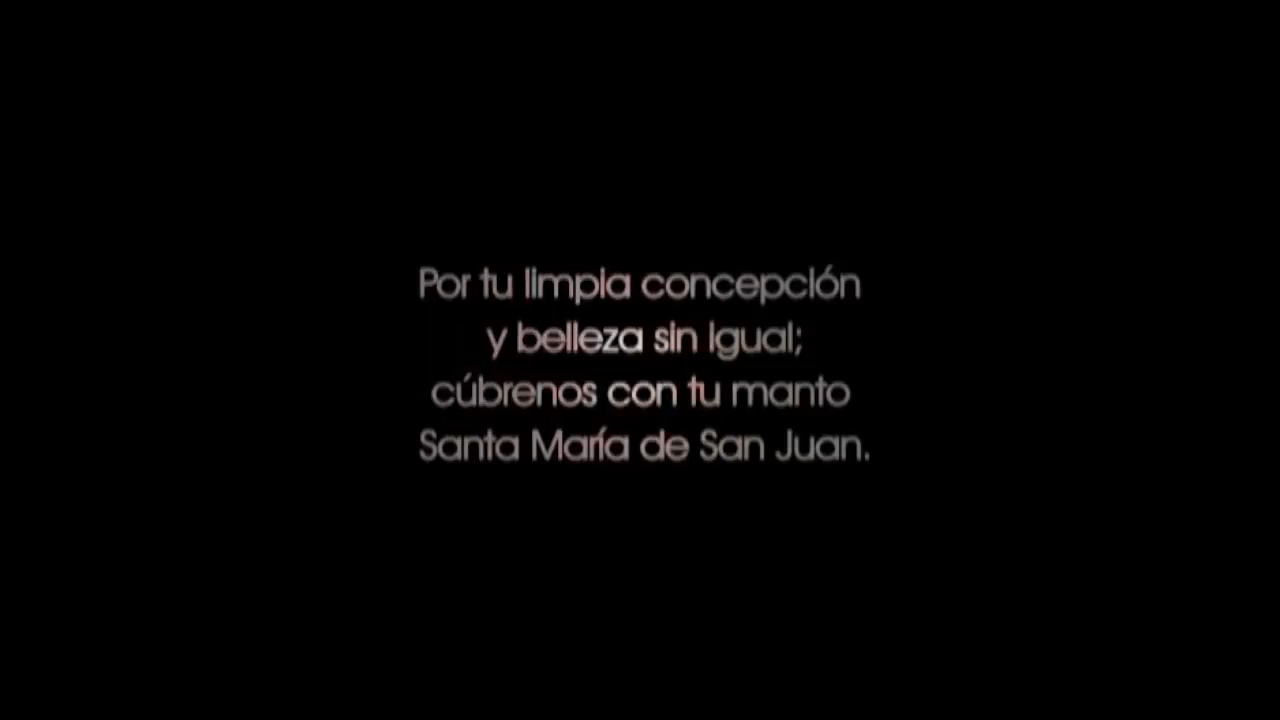 Por tu limpia concepción
y belleza sin igual;
cúbrenos con tu manto
Santa María de San Juan.